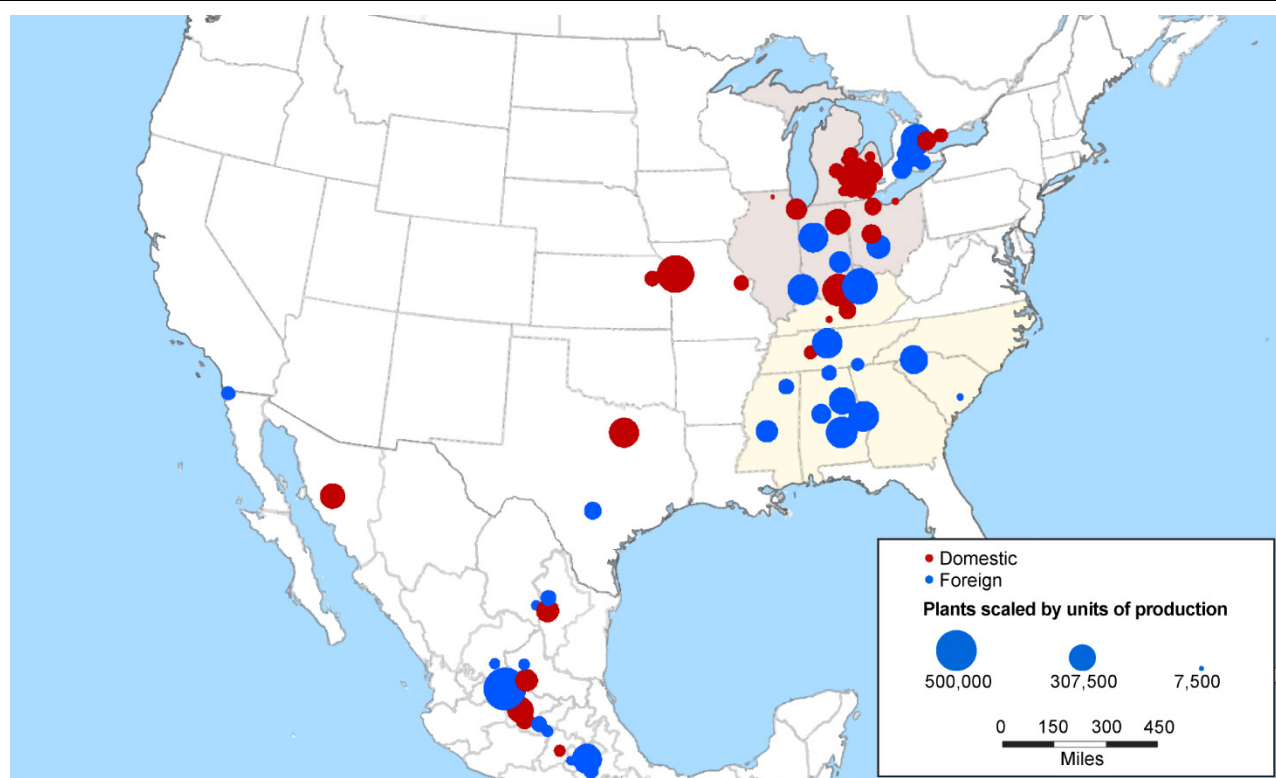 Domestic
Foreign
Plants scaled by units of production
500,000 307,500 7,500
0 150 300 450
Miles